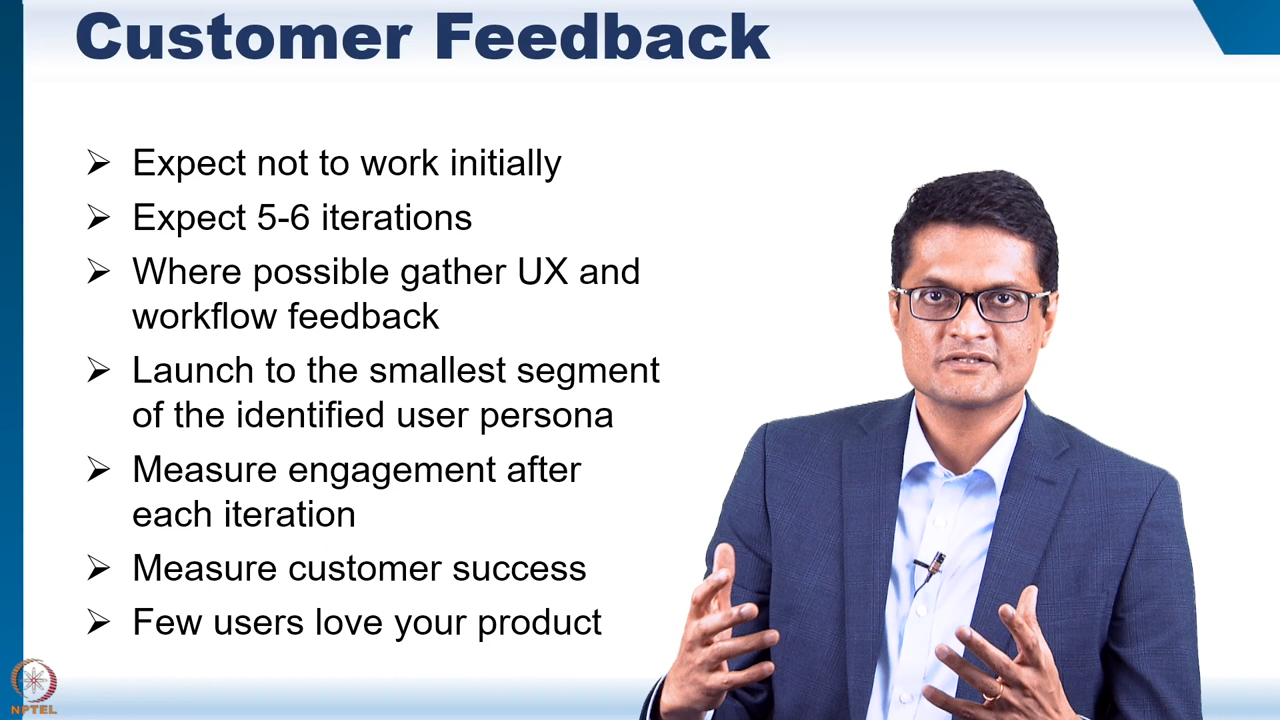 Customer Feedback
➢ Expect not to work initially
➢ Expect 5-6 iterations
➢ Where possible gather UX and
workflow feedback
➢ Launch to the smallest segment
of the identified user persona
➢ Measure engagement after
each iteration
➢ Measure customer success
➢ Few users love your product
NPTEL